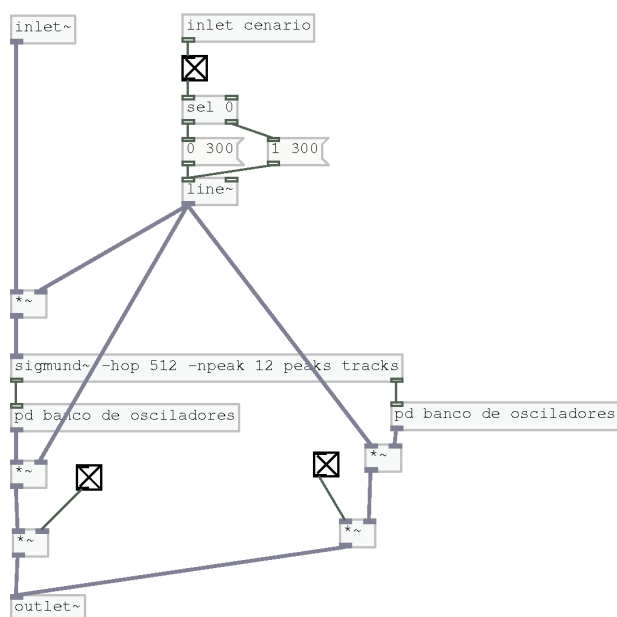 inlet~
inlet cenario
sel 0
0 300
1 300
line~
*~
sigmund~ -hop 512 -npeak 12 peaks tracks
pd banco de osciladores
pd banco de osciladores
*~
*~
*~
*~
outlet~